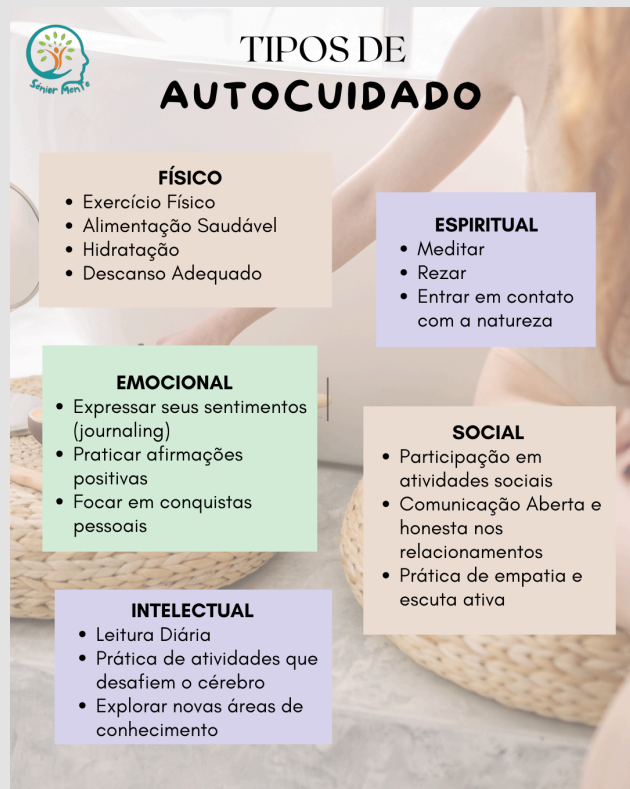 Sênior Mente
TIPOS DE
AUTOCUIDADO
FÍSICO
• Exercício Físico
• Alimentação Saudável
• Hidratação
• Descanso Adequado
ESPIRITUAL
• Meditar
• Rezar
• Entrar em contato
com a natureza
EMOCIONAL
• Expressar seus sentimentos
(journaling)
• Praticar afirmações
positivas
• Focar em conquistas
pessoais
SOCIAL
• Participação em
atividades sociais
• Comunicação Aberta e
honesta nos
relacionamentos
• Prática de empatia e
escuta ativa
INTELECTUAL
• Leitura Diária
• Prática de atividades que
desafiem o cérebro
• Explorar novas áreas de
conhecimento